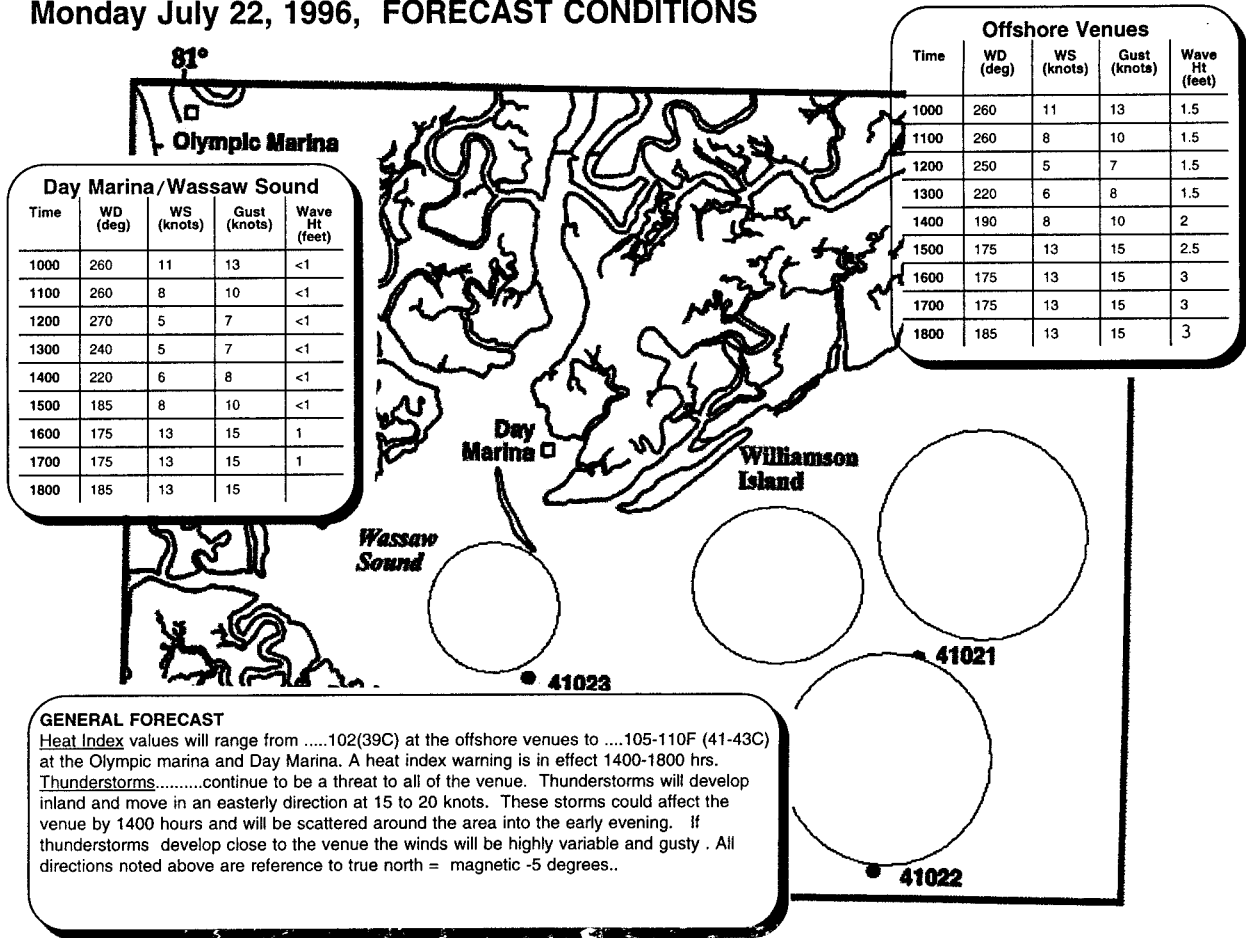 Monday July 22, 1996, FORECAST CONDITIONS
81°
Olympic Marina
Offshore Venues
Time WD (deg) WS (knots) Gust (knots) Wave Ht (feet)
1000 260 11 13 1.5
1100 260 8 10 1.5
1200 250 5 7 1.5
1300 220 6 8 1.5
1400 190 8 10 2
1500 175 13 15 2.5
1600 175 13 15 3
1700 175 13 15 3
1800 185 13 15 3
Day Marina/Wassaw Sound
Time WD (deg) WS (knots) Gust (knots) Wave Ht (feet)
1000 260 11 13 <1
1100 260 8 10 <1
1200 270 5 7 <1
1300 240 5 7 <1
1400 220 6 8 <1
1500 185 8 10 <1
1600 175 13 15 1
1700 175 13 15 1
1800 185 13 15
Day
Marina
Williamson
Island
Wassaw
Sound
41021
41023
41022
GENERAL FORECAST
Heat Index values will range from .....102(39C) at the offshore venues to ....105-110F (41-43C)
at the Olympic marina and Day Marina. A heat index warning is in effect 1400-1800 hrs.
Thunderstorms..........continue to be a threat to all of the venue. Thunderstorms will develop
inland and move in an easterly direction at 15 to 20 knots. These storms could affect the
venue by 1400 hours and will be scattered around the area into the early evening. If
thunderstorms develop close to the venue the winds will be highly variable and gusty . All
directions noted above are reference to true north = magnetic -5 degrees..